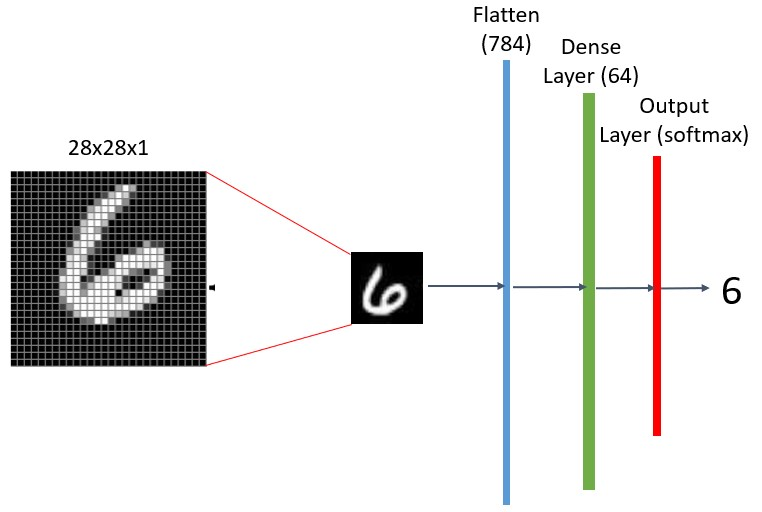 28x28x1
Flatten
(784)
Dense
Layer (64)
Output
Layer (softmax)
6